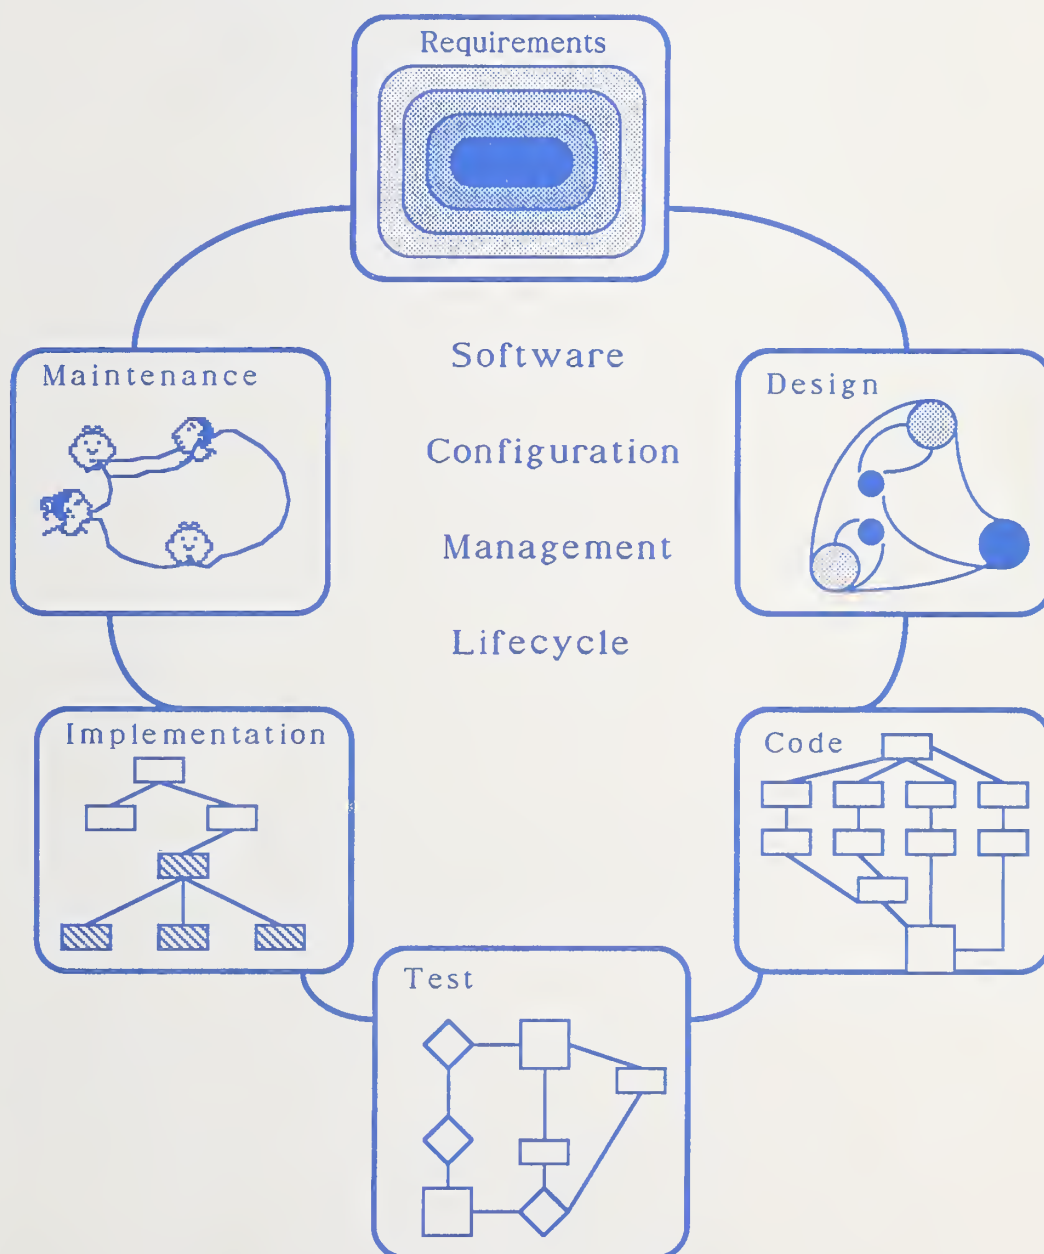 Requirements
Software
Configuration
Management
Lifecycle
Maintenance
Design
Implementation
Code
Test